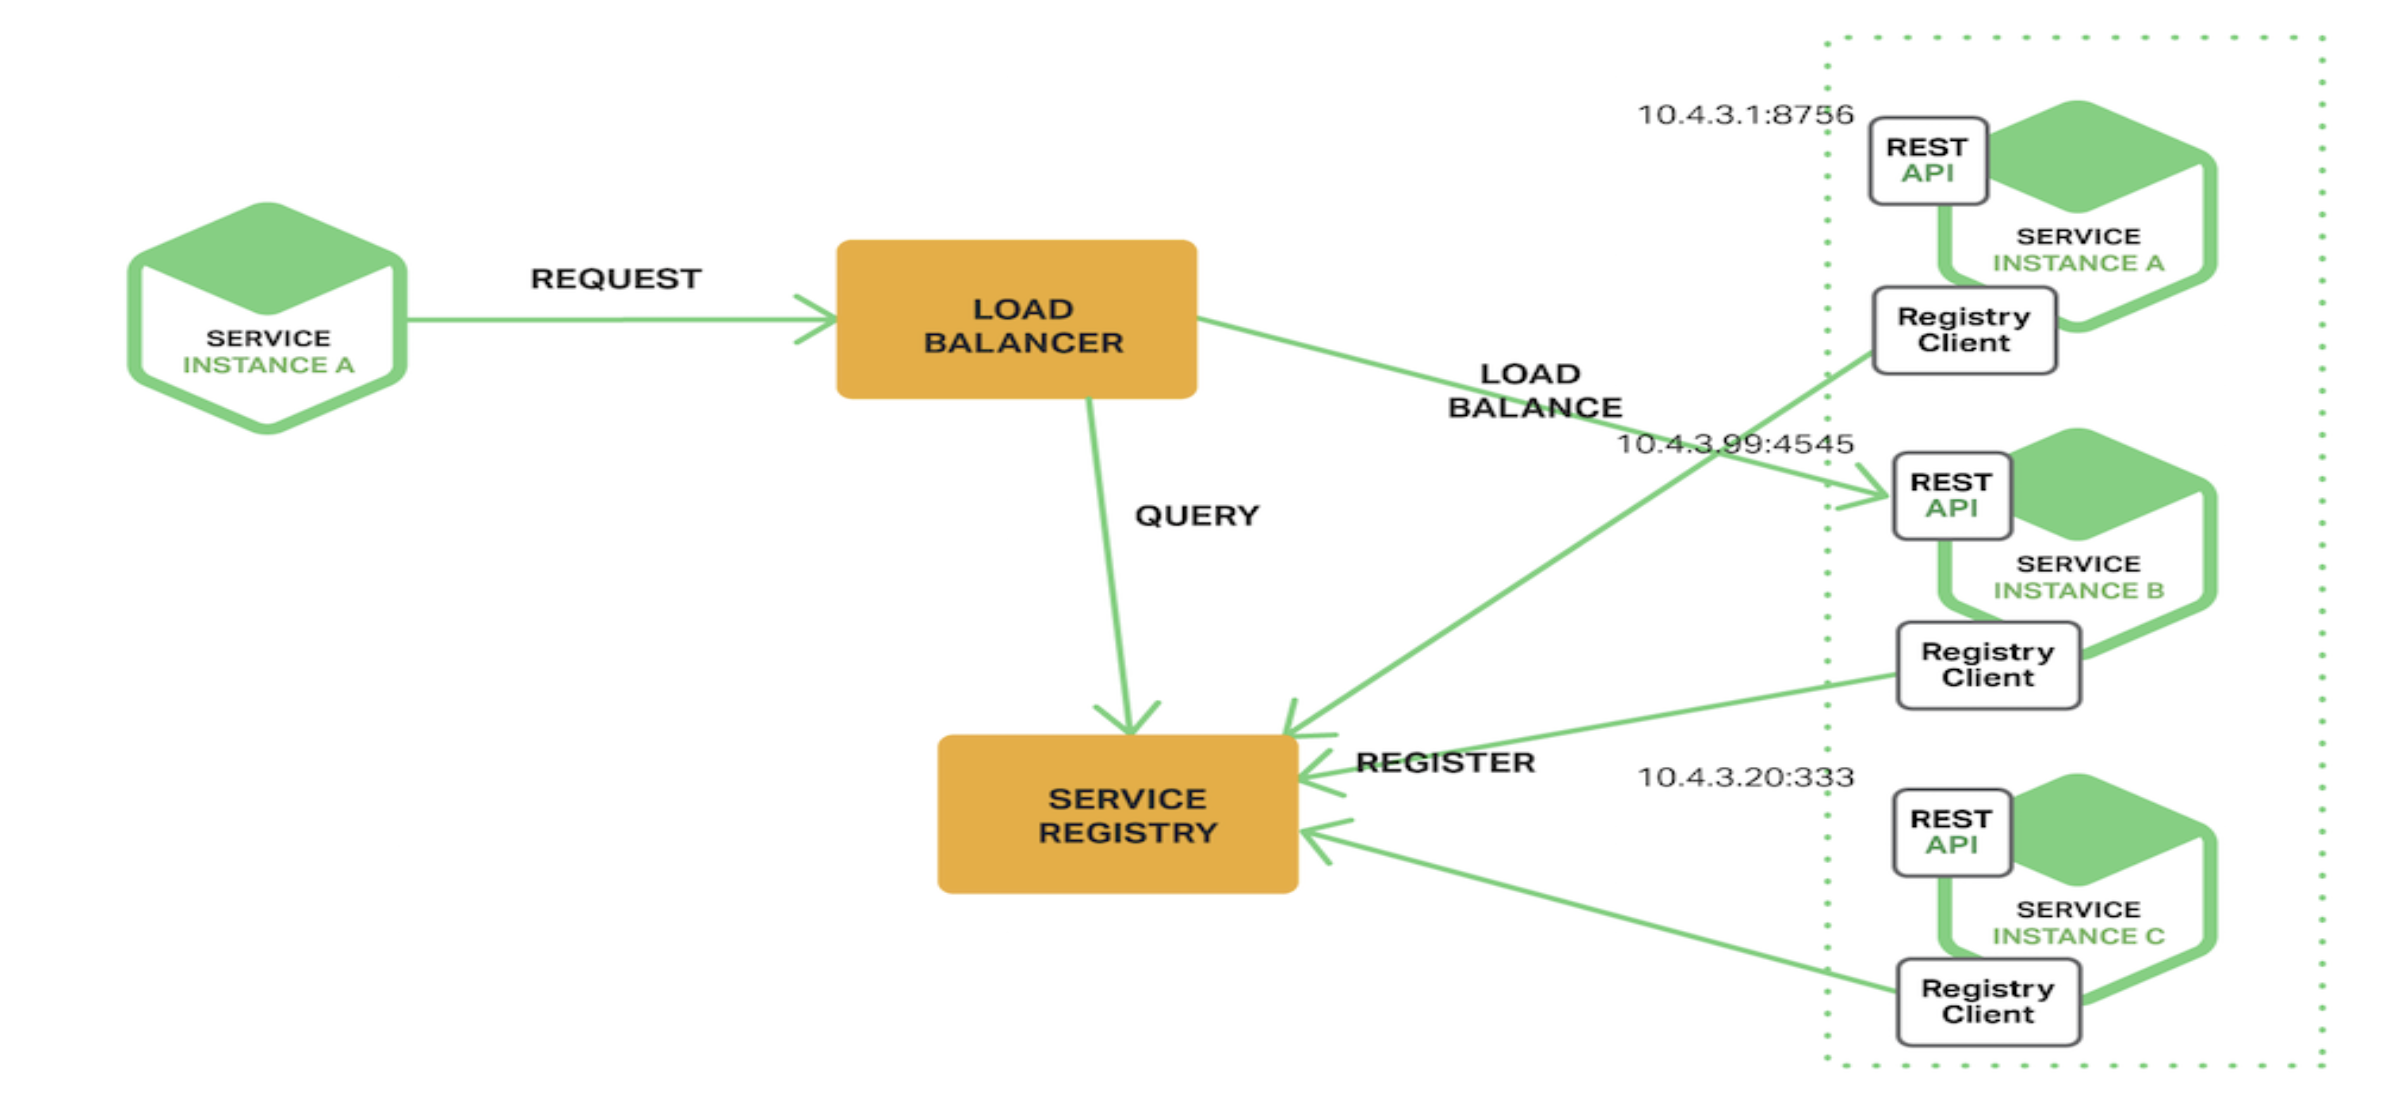 SERVICE
INSTANCE A
REQUEST
LOAD
BALANCER
QUERY
SERVICE
REGISTRY
LOAD
BALANCE
REGISTER
10.4.3.1:8756
REST
API
SERVICE
INSTANCE A
Registry
Client
10.4.3.99:4545
REST
API
SERVICE
INSTANCE B
Registry
Client
10.4.3.20:333
REST
API
SERVICE
INSTANCE C
Registry
Client